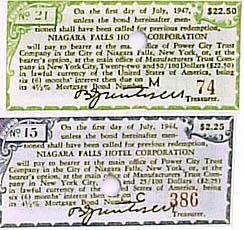 No 21
On the first day of July, 1947, $22.50
unless the bond hereinafter men-
tioned shall have been called for previous redemption,
NIAGARA FALLS HOTEL CORPORATION
will pay to bearer at the main office of Power City Trust
Company in the City of Niagara Falls, New York, or, at the
bearer's option, at the main office of Manufacturers Trust Com-
pany in New York City, Twenty-two and 50/100 Dollars ($22.50)
in lawful currency of the United States of America, being
six (6) months' interest then due on M
its 4½% Mortgage Bond Number 74
Treasurer.
No 15
On the first day of July, 1944, $2.25
unless the bond hereinafter men-
tioned shall have been called for previous redemption,
NIAGARA FALLS HOTEL CORPORATION
will pay to bearer at the main office of Power City Trust
Company in the City of Niagara Falls, New York, or, at the
bearer's option, at the main office of Manufacturers Trust Com-
pany in New York City, and 25/100 Dollars ($2.25)
in lawful currency of the United States of America, being
six (6) months' interest then due on C
its 4½% Mortgage Bond Number 386
Treasurer.